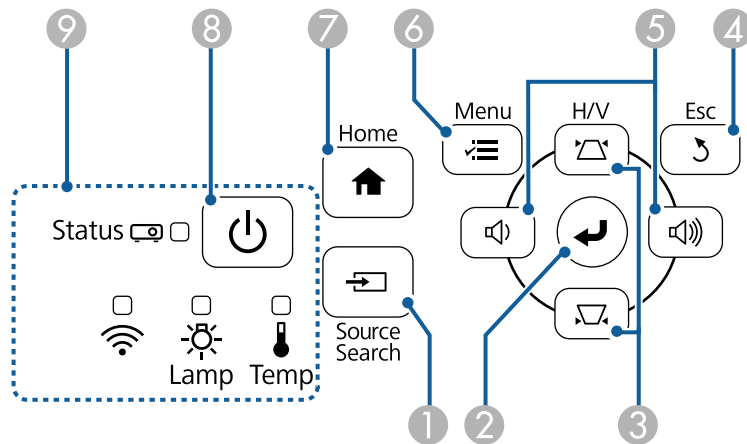 9 8 7 6 5 4
Menu H/V Esc
Home
Status
Source
Search
Lamp Temp
1 2 3